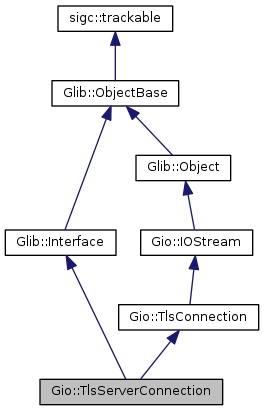 sigc::trackable
Glib::ObjectBase
Glib::Object
Glib::Interface
Gio::IOStream
Gio::TlsConnection
Gio::TlsServerConnection